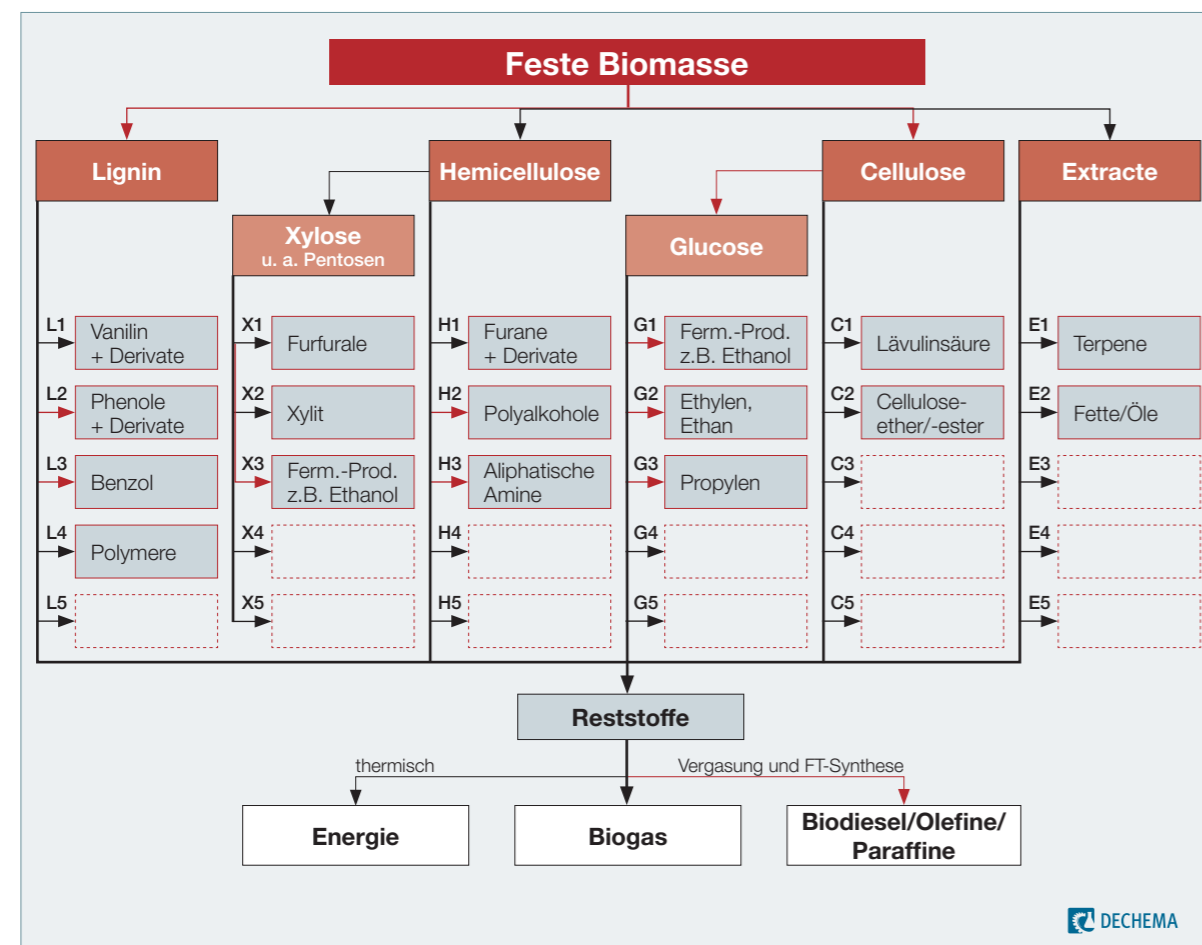 Feste Biomasse
Lignin
Hemicellulose
Cellulose
Extracte
Xylose
u. a. Pentosen
Glucose
L1
Vanilin
+ Derivate
L2
Phenole
+ Derivate
L3
Benzol
L4
Polymere
L5
X1
Furfurale
X2
Xylit
X3
Ferm.-Prod.
z.B. Ethanol
X4
X5
H1
Furane
+ Derivate
H2
Polyalkohole
H3
Aliphatische
Amine
H4
H5
G1
Ferm.-Prod.
z.B. Ethanol
G2
Ethylen,
Ethan
G3
Propylen
G4
G5
C1
Lävulinsäure
C2
Cellulose-
ether/-ester
C3
C4
C5
E1
Terpene
E2
Fette/Öle
E3
E4
E5
Reststoffe
thermisch
Vergasung und FT-Synthese
Energie
Biogas
Biodiesel/Olefine/
Paraffine
DECHEMA